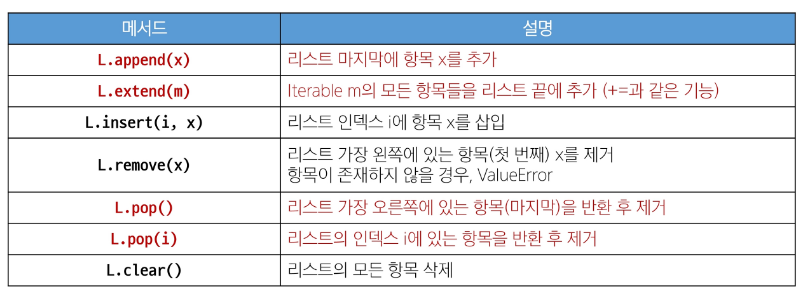 메서드 설명
L.append(x) 리스트 마지막에 항목 x를 추가
L.extend(m) Iterable m의 모든 항목들을 리스트 끝에 추가 (+=과 같은 기능)
L.insert(i, x) 리스트 인덱스 i에 항목 x를 삽입
L.remove(x) 리스트 가장 왼쪽에 있는 항목(첫 번째) x를 제거
항목이 존재하지 않을 경우, ValueError
L.pop() 리스트 가장 오른쪽에 있는 항목(마지막)을 반환 후 제거
L.pop(i) 리스트의 인덱스 i에 있는 항목을 반환 후 제거
L.clear() 리스트의 모든 항목 삭제